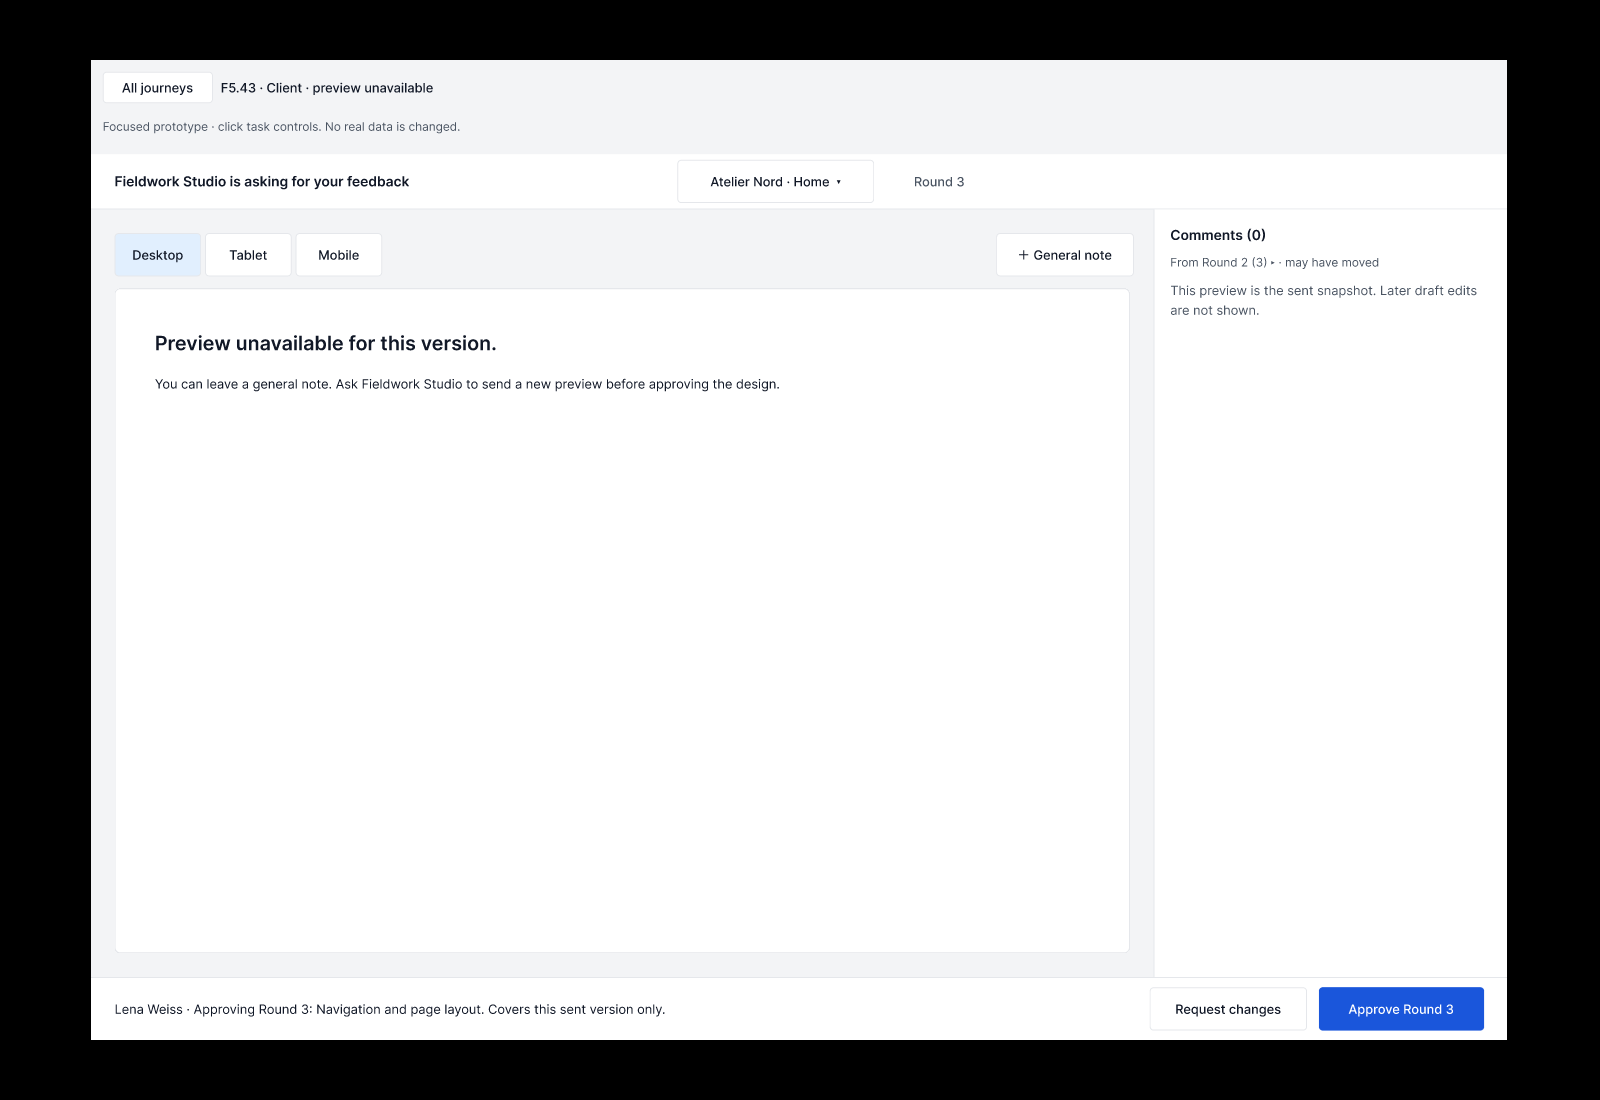 All journeys
F5.43 · Client · preview unavailable
Focused prototype · click task controls. No real data is changed.
Fieldwork Studio is asking for your feedback
Atelier Nord · Home ▾
Round 3
Desktop
Tablet
Mobile
+ General note
Preview unavailable for this version.
You can leave a general note. Ask Fieldwork Studio to send a new preview before approving the design.
Comments (0)
From Round 2 (3) ▸ · may have moved
This preview is the sent snapshot. Later draft edits
are not shown.
Lena Weiss · Approving Round 3: Navigation and page layout. Covers this sent version only.
Request changes
Approve Round 3